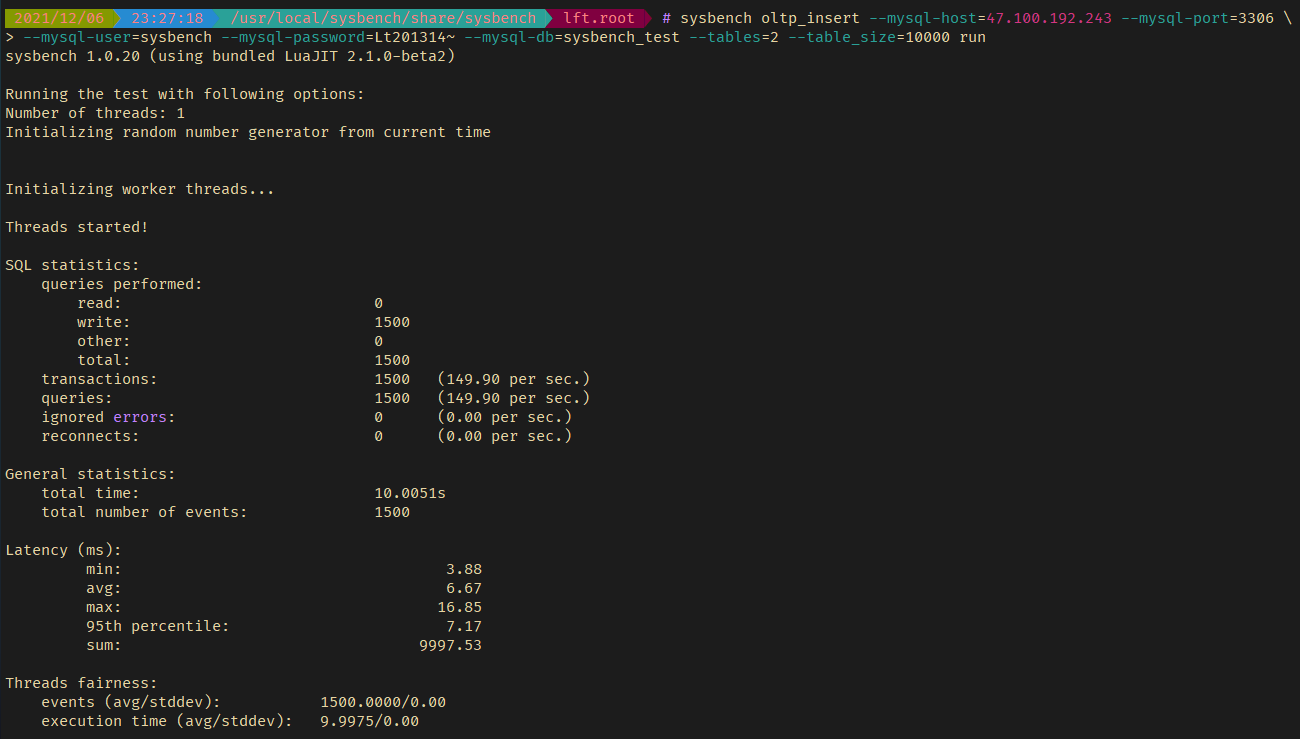 2021/12/06 23:27:18 /usr/local/sysbench/share/sysbench lft.root # sysbench oltp_insert --mysql-host=47.100.192.243 --mysql-port=3306 \
> --mysql-user=sysbench --mysql-password=Lt201314~ --mysql-db=sysbench_test --tables=2 --table_size=10000 run
sysbench 1.0.20 (using bundled LuaJIT 2.1.0-beta2)
Running the test with following options:
Number of threads: 1
Initializing random number generator from current time
Initializing worker threads...
Threads started!
SQL statistics:
queries performed:
read: 0
write: 1500
other: 0
total: 1500
transactions: 1500 (149.90 per sec.)
queries: 1500 (149.90 per sec.)
ignored errors: 0 (0.00 per sec.)
reconnects: 0 (0.00 per sec.)
General statistics:
total time: 10.0051s
total number of events: 1500
Latency (ms):
min: 3.88
avg: 6.67
max: 16.85
95th percentile: 7.17
sum: 9997.53
Threads fairness:
events (avg/stddev): 1500.0000/0.00
execution time (avg/stddev): 9.9975/0.00